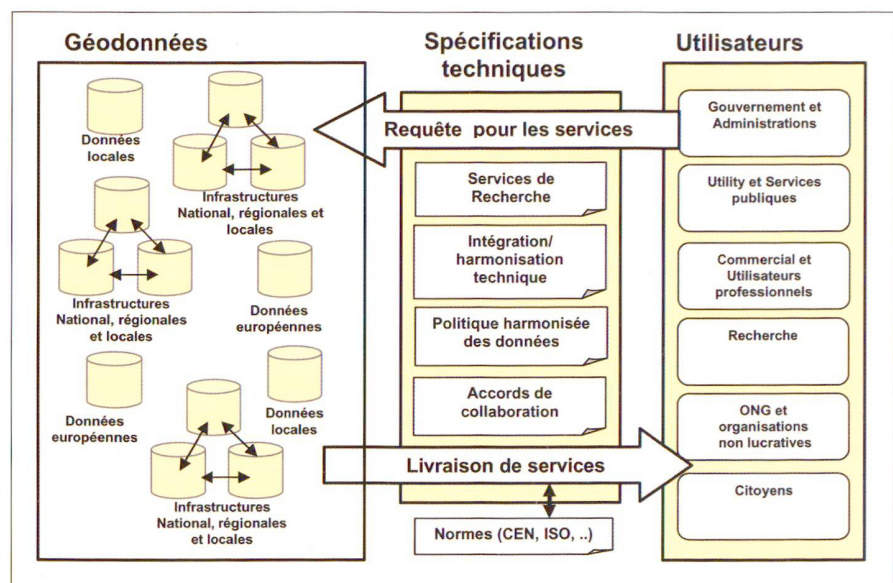 Géodonnées
Données
locales
Infrastructures
National, régionales et
locales
Infrastructures
National, régionales
et locales
Données
européennes
Données
européennes
Données
locales
Infrastructures
National, régionales
et locales
Spécifications
techniques
Requête pour les services
Services de
Recherche
Intégration/
harmonisation
technique
Politique harmonisée
des données
Accords de
collaboration
Livraison de services
Normes (CEN, ISO, ..)
Utilisateurs
Gouvernement et
Administrations
Utility et Services
publiques
Commercial et
Utilisateurs
professionnels
Recherche
ONG et
organisations
non lucratives
Citoyens